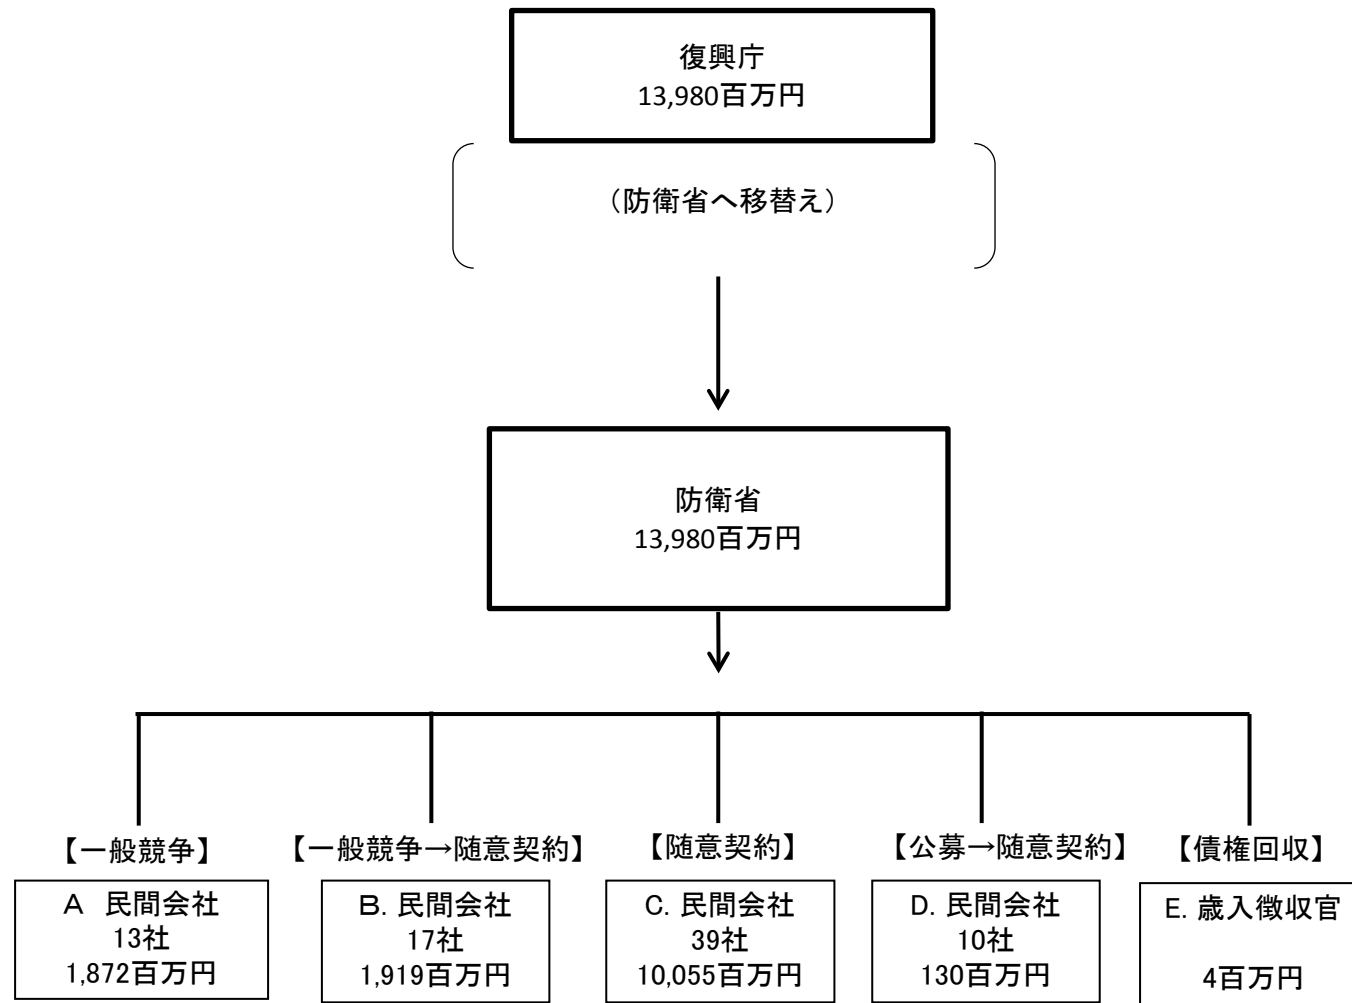 復興庁
13,980百万円
（防衛省へ移替え）
防衛省
13,980百万円
【一般競争】
【一般競争→随意契約】
【随意契約】
【公募→随意契約】
【債権回収】
A　民間会社
13社
1,872百万円
B. 民間会社
17社
1,919百万円
C. 民間会社
39社
10,055百万円
D. 民間会社
10社
130百万円
E. 歳入徴収官
4百万円